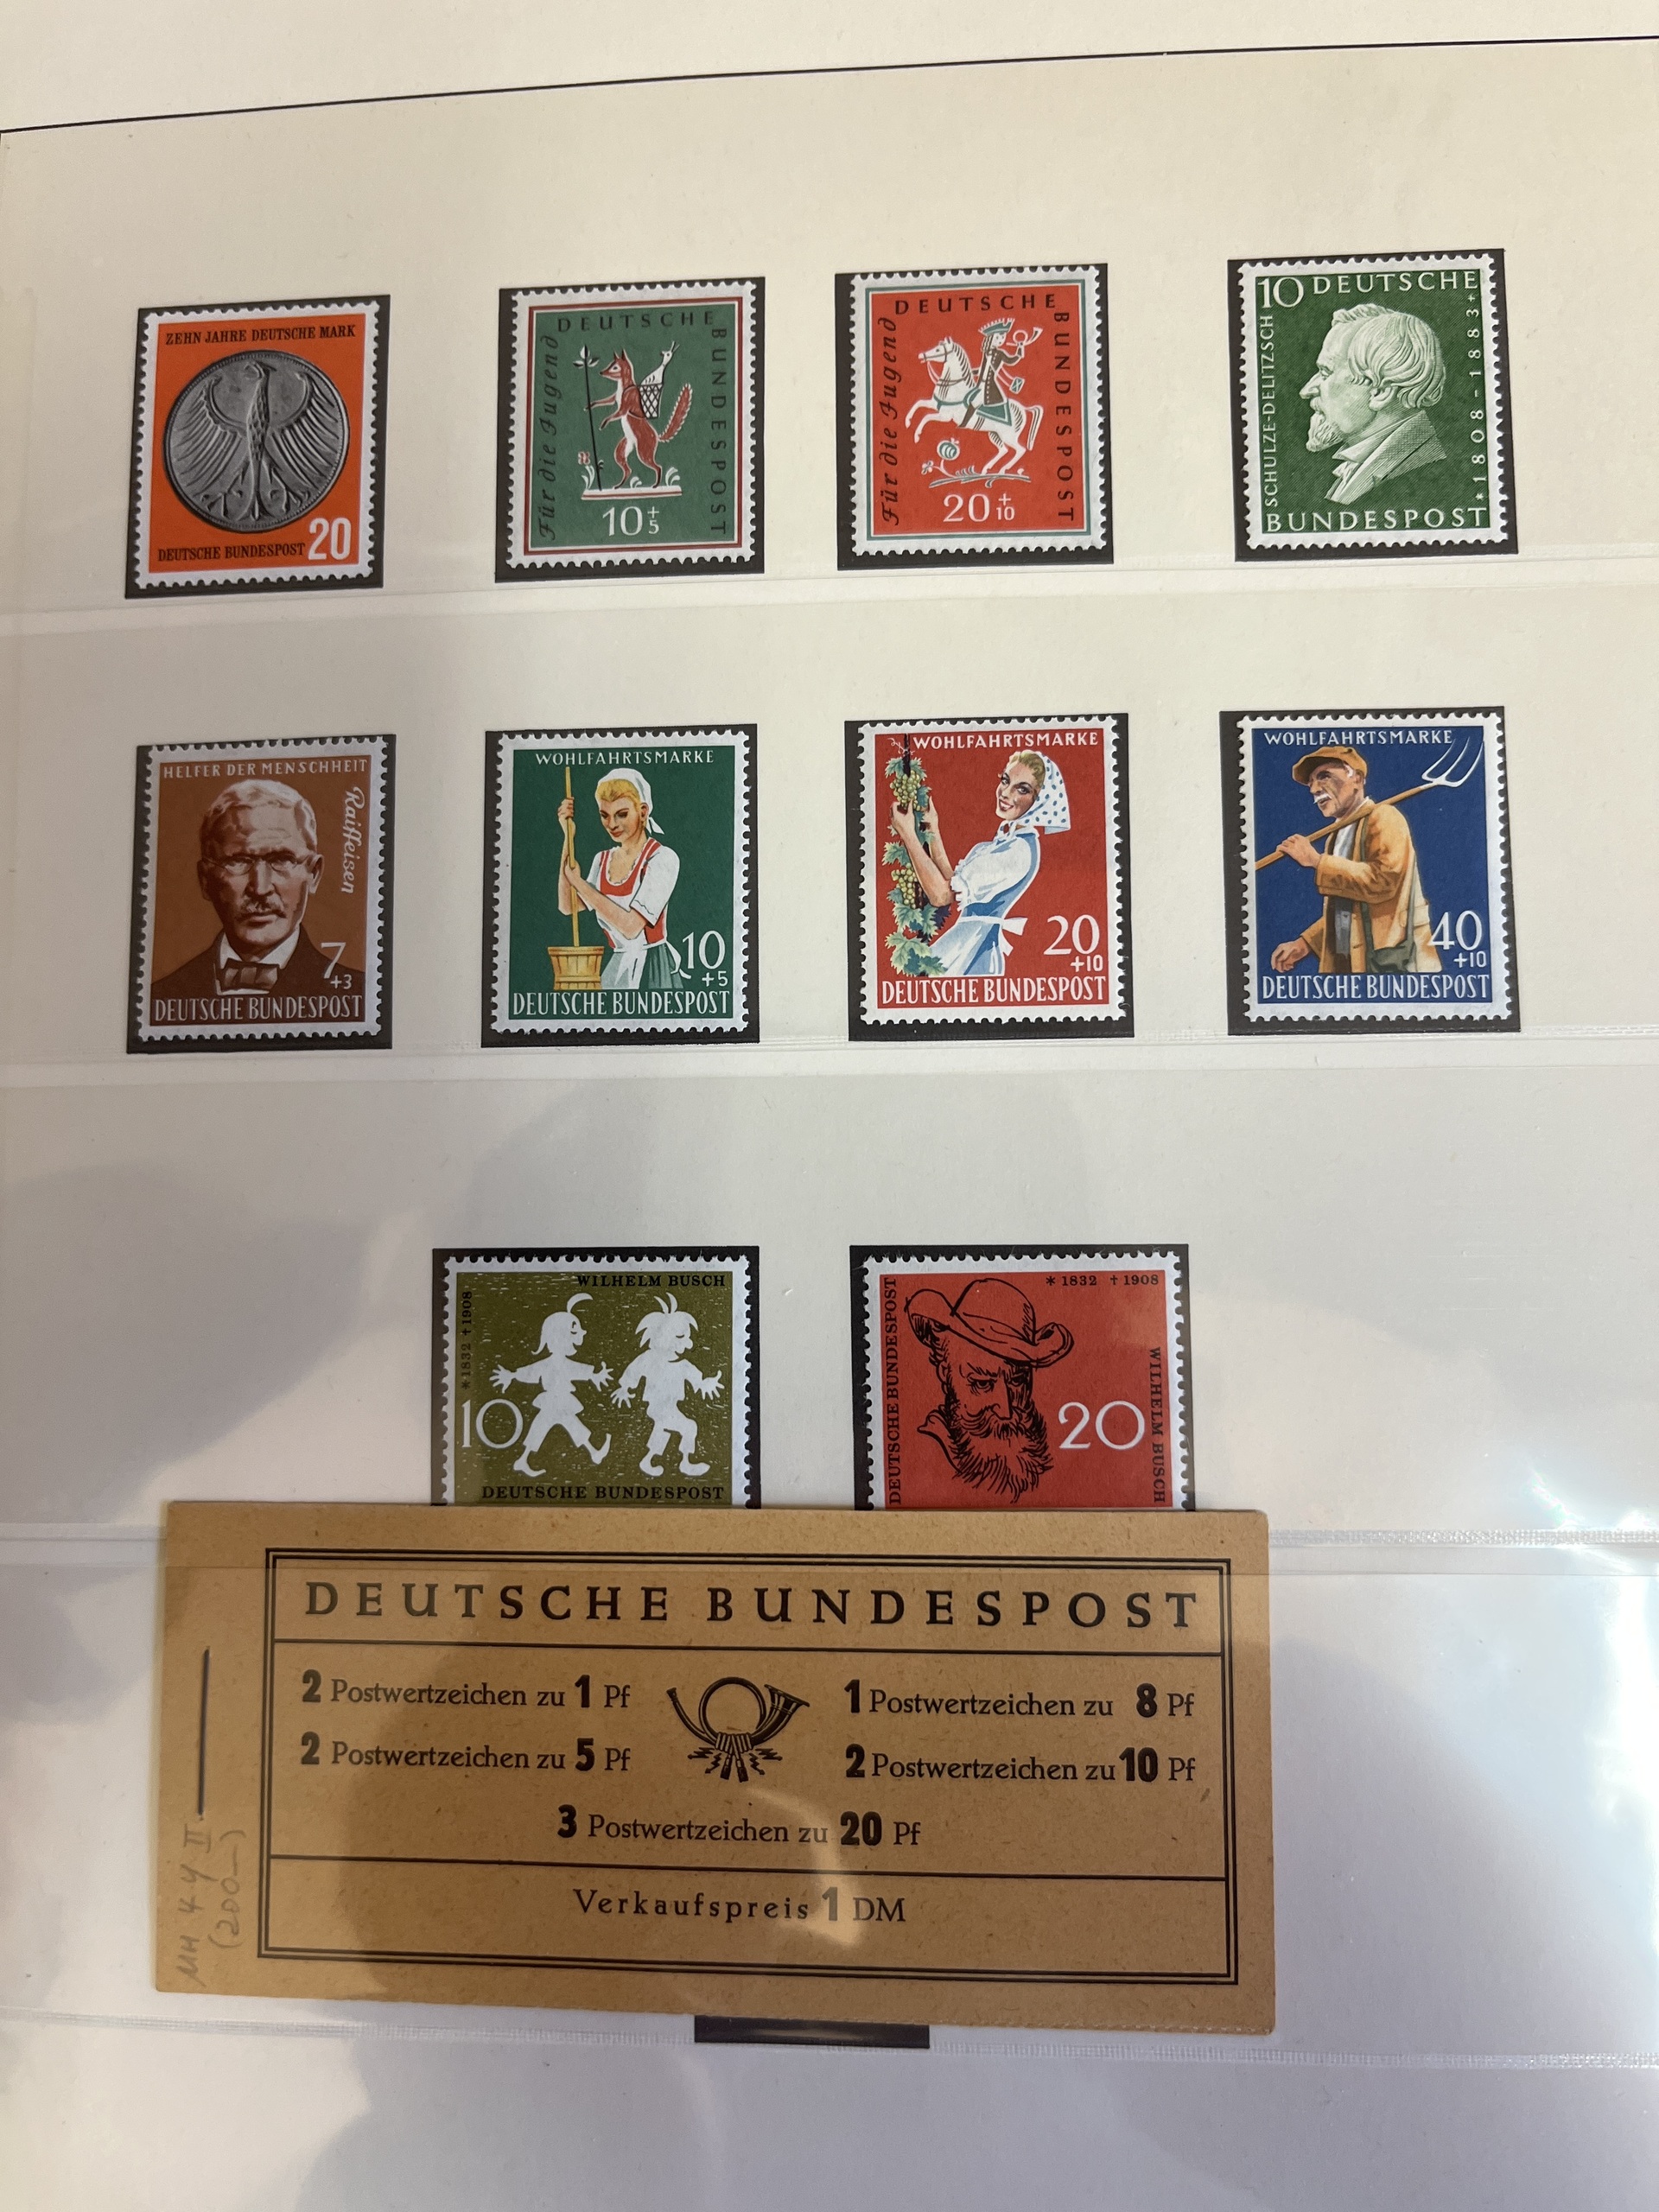 ZEHN JAHRE DEUTSCHE MARK
DEUTSCHE BUNDESPOST 20
DEUTSCHE
BUNDESPOST
Für die Jugend
10+5
DEUTSCHE
BUNDESPOST
Für die Jugend
20+10
10 DEUTSCHE
SCHULZE-DELITZSCH
*1808-1883+
BUNDESPOST
HELFER DER MENSCHHEIT
Raiffeisen
7+3
DEUTSCHE BUNDESPOST
WOHLFAHRTSMARKE
10+5
DEUTSCHE BUNDESPOST
WOHLFAHRTSMARKE
20+10
DEUTSCHE BUNDESPOST
WOHLFAHRTSMARKE
40+10
DEUTSCHE BUNDESPOST
WILHELM BUSCH
*1832 †1908
10
DEUTSCHE BUNDESPOST
*1832 †1908
DEUTSCHE BUNDESPOST
WILHELM BUSCH
20
DEUTSCHE BUNDESPOST
2 Postwertzeichen zu 1 Pf
1 Postwertzeichen zu 8 Pf
2 Postwertzeichen zu 5 Pf
2 Postwertzeichen zu 10 Pf
3 Postwertzeichen zu 20 Pf
Verkaufspreis 1 DM
MH 4 Y II
(200—)